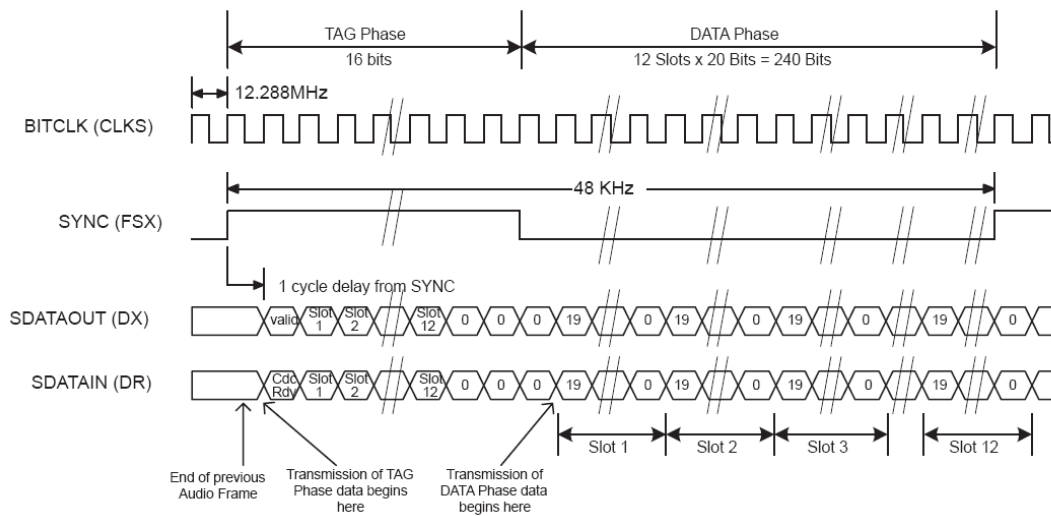 TAG Phase
DATA Phase
16 bits
12 Slots x 20 Bits = 240 Bits
12.288MHz
BITCLK (CLKS)
48 KHz
SYNC (FSX)
1 cycle delay from SYNC
SDATAOUT (DX)
valid Slot 1 Slot 2 Slot 12 0 0 0 19 0 19 0 19 0 19 0
SDATAIN (DR)
Cdc Rdy Slot 1 Slot 2 Slot 12 0 0 0 19 0 19 0 19 0 19 0
Slot 1
Slot 2
Slot 3
Slot 12
End of previous
Audio Frame
Transmission of TAG
Phase data begins
here
Transmission of
DATA Phase data
begins here